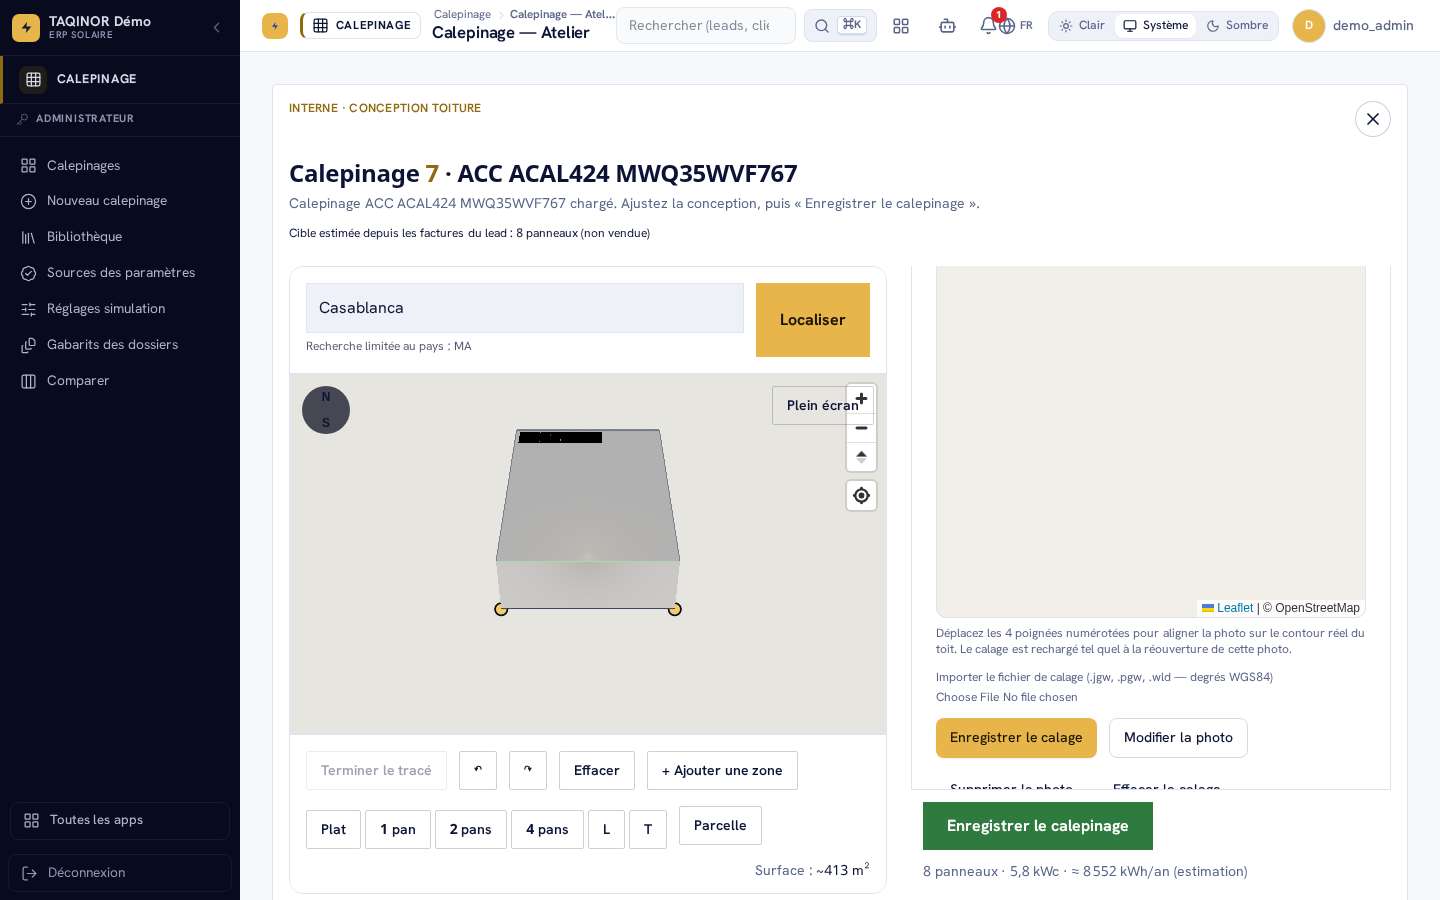 TAQINOR Démo
ERP SOLAIRE
CALEPINAGE
ADMINISTRATEUR
Calepinages
Nouveau calepinage
Bibliothèque
Sources des paramètres
Réglages simulation
Gabarits des dossiers
Comparer
Toutes les apps
Déconnexion
CALEPINAGE
Calepinage
Calepinage — Atel...
Calepinage — Atelier
Rechercher (leads, clie
⌘K
1
FR
Clair
Système
Sombre
D
demo_admin
INTERNE · CONCEPTION TOITURE
Calepinage 7 · ACC ACAL424 MWQ35WVF767
Calepinage ACC ACAL424 MWQ35WVF767 chargé. Ajustez la conception, puis « Enregistrer le calepinage ».
Cible estimée depuis les factures du lead : 8 panneaux (non vendue)
Casablanca
Localiser
Recherche limitée au pays : MA
N
S
Plein écran
Terminer le tracé
↶
↷
Effacer
+ Ajouter une zone
Plat
1 pan
2 pans
4 pans
L
T
Parcelle
Surface : ~413 m²
Leaflet | © OpenStreetMap
Déplacez les 4 poignées numérotées pour aligner la photo sur le contour réel du
toit. Le calage est rechargé tel quel à la réouverture de cette photo.
Importer le fichier de calage (.jgw, .pgw, .wld — degrés WGS84)
Choose File No file chosen
Enregistrer le calage
Modifier la photo
Supprimer la photo
Effacer le calage
Enregistrer le calepinage
8 panneaux · 5,8 kWc · ≈ 8 552 kWh/an (estimation)